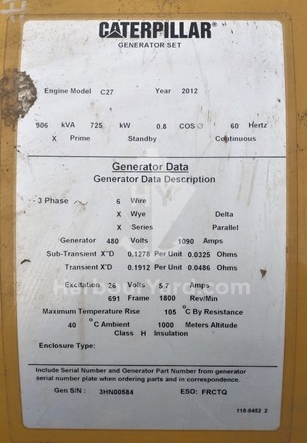 CATERPILLAR®
GENERATOR SET
Engine Model C27 Year 2012
906 kVA 725 kW 0.8 COS∅ 60 Hertz
X Prime Standby Continuous
Generator Data
Generator Data Description
3 Phase ~ 6 Wire
X Wye Delta
X Series Parallel
Generator 480 Volts 1090 Amps
Sub-Transient X"D 0.1278 Per Unit 0.0325 Ohms
Transient X'D 0.1912 Per Unit 0.0486 Ohms
Excitation 26 Volts 5.7 Amps
HarbourYard.com
691 Frame 1800 Rev/Min
Maximum Temperature Rise 105 °C By Resistance
40 °C Ambient 1000 Meters Altitude
Class H Insulation
Enclosure Type:
Include Serial Number and Generator Part Number from generator
serial number plate when ordering parts and in correspondence.
Gen S/N : 3HN00584 ESO: FRCTQ
118-8452 2